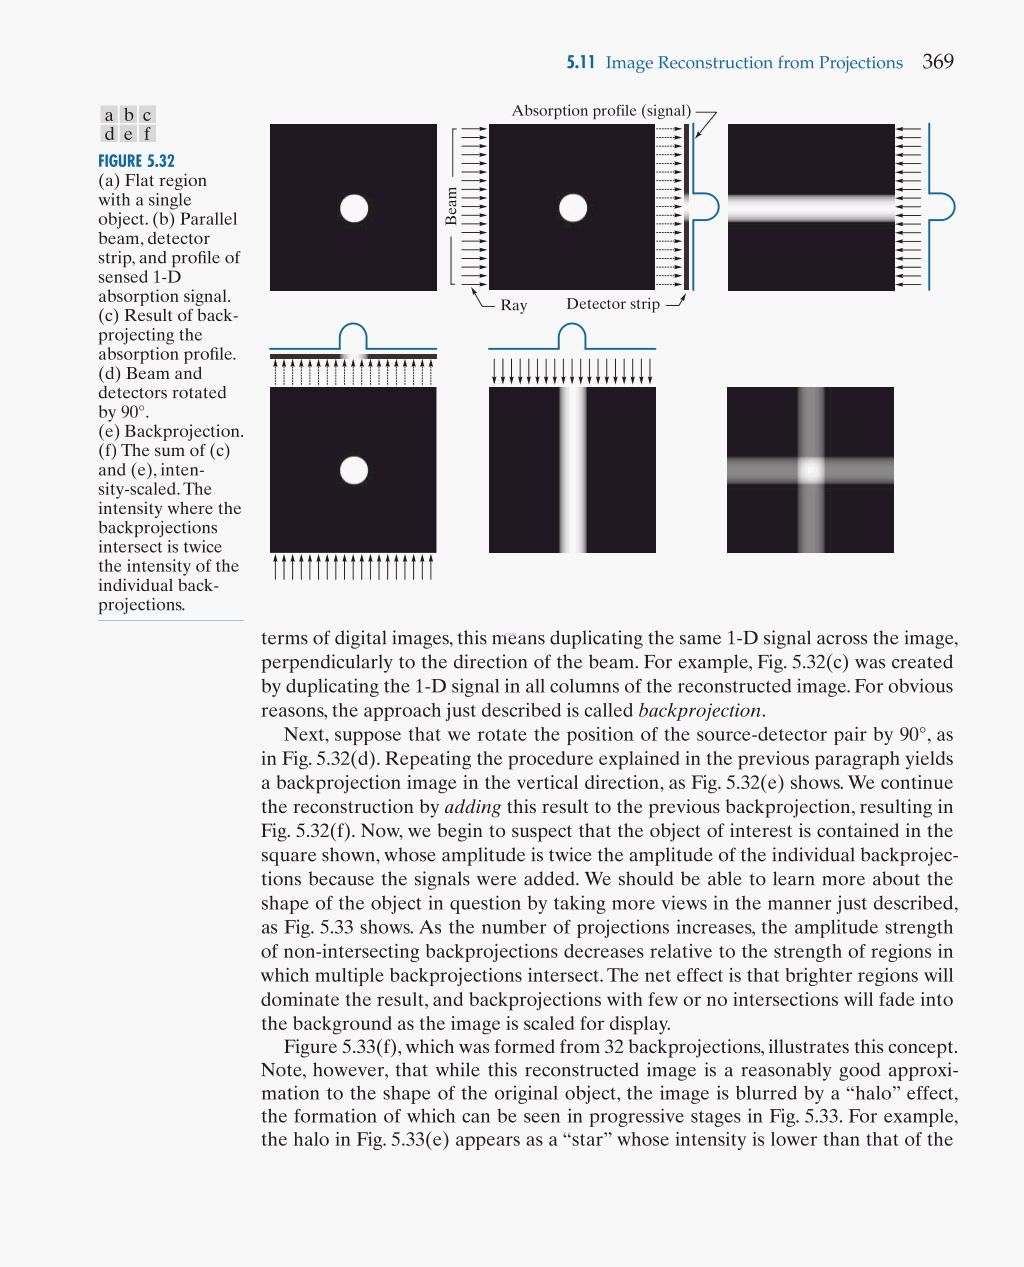 5.11 Image Reconstruction from Projections 369
a b c
d e f
FIGURE 5.32
(a) Flat region
with a single
object. (b) Parallel
beam, detector
strip, and profile of
sensed 1-D
absorption signal.
(c) Result of back-
projecting the
absorption profile.
(d) Beam and
detectors rotated
by 90°.
(e) Backprojection.
(f) The sum of (c)
and (e), inten-
sity-scaled. The
intensity where the
backprojections
intersect is twice
the intensity of the
individual back-
projections.
Absorption profile (signal)
Beam
Ray
Detector strip
terms of digital images, this means duplicating the same 1-D signal across the image,
perpendicularly to the direction of the beam. For example, Fig. 5.32(c) was created
by duplicating the 1-D signal in all columns of the reconstructed image. For obvious
reasons, the approach just described is called backprojection.
Next, suppose that we rotate the position of the source-detector pair by 90°, as
in Fig. 5.32(d). Repeating the procedure explained in the previous paragraph yields
a backprojection image in the vertical direction, as Fig. 5.32(e) shows. We continue
the reconstruction by adding this result to the previous backprojection, resulting in
Fig. 5.32(f). Now, we begin to suspect that the object of interest is contained in the
square shown, whose amplitude is twice the amplitude of the individual backprojec-
tions because the signals were added. We should be able to learn more about the
shape of the object in question by taking more views in the manner just described,
as Fig. 5.33 shows. As the number of projections increases, the amplitude strength
of non-intersecting backprojections decreases relative to the strength of regions in
which multiple backprojections intersect. The net effect is that brighter regions will
dominate the result, and backprojections with few or no intersections will fade into
the background as the image is scaled for display.
Figure 5.33(f), which was formed from 32 backprojections, illustrates this concept.
Note, however, that while this reconstructed image is a reasonably good approxi-
mation to the shape of the original object, the image is blurred by a “halo” effect,
the formation of which can be seen in progressive stages in Fig. 5.33. For example,
the halo in Fig. 5.33(e) appears as a “star” whose intensity is lower than that of the